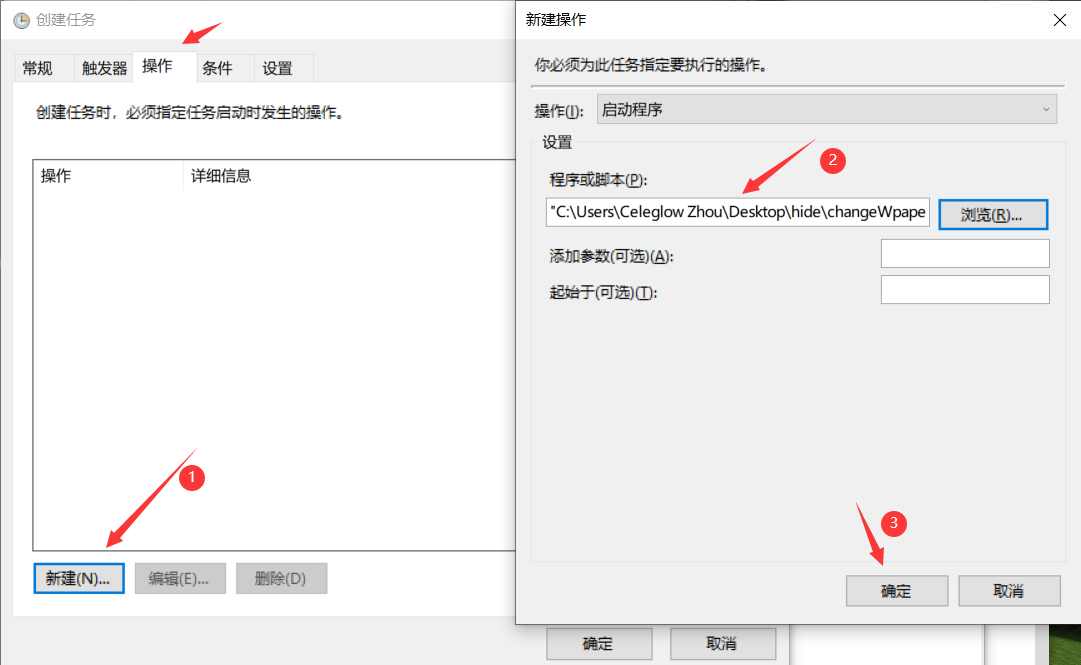 创建任务
常规
触发器
操作
条件
设置
创建任务时，必须指定任务启动时发生的操作。
操作
详细信息
1
新建(N)...
编辑(E)...
删除(D)
确定
取消
新建操作
你必须为此任务指定要执行的操作。
操作(I):
启动程序
设置
2
程序或脚本(P):
"C:\Users\Celeglow Zhou\Desktop\hide\changeWpape
浏览(R)...
添加参数(可选)(A):
起始于(可选)(T):
3
确定
取消